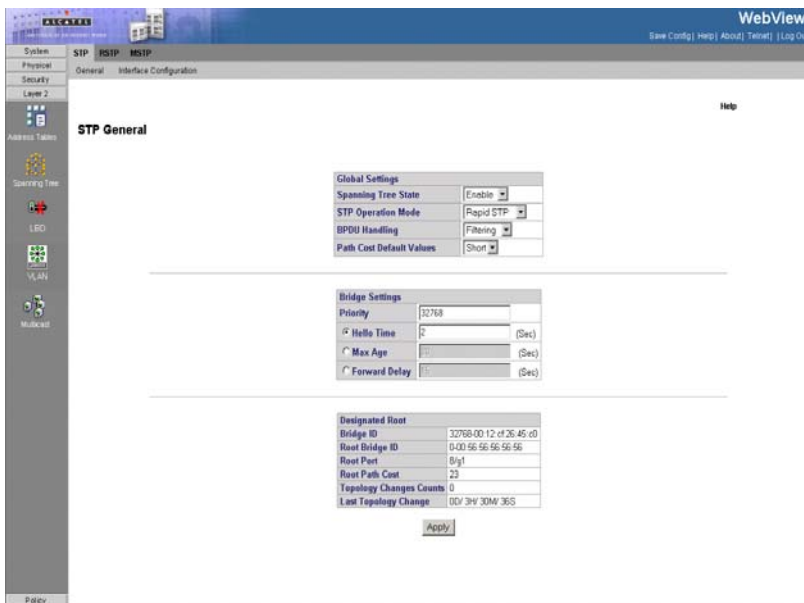 ALCATEL
WebView
Save Config| Help| About| Telnet| |Log Ou
System
Physical
Security
Layer 2
Address Tables
Spanning Tree
LBD
VLAN
Multicast
Policy
STP RSTP MSTP
General Interface Configuration
Help
STP General
Global Settings
Spanning Tree State Enable
STP Operation Mode Rapid STP
BPDU Handling Filtering
Path Cost Default Values Short
Bridge Settings
Priority 32768
Hello Time 2 (Sec)
Max Age (Sec)
Forward Delay 15 (Sec)
Designated Root
Bridge ID 32768-00:12:cf:26:45:c0
Root Bridge ID 0-00:56:56:56:56:56
Root Port 8/g1
Root Path Cost 23
Topology Changes Counts 0
Last Topology Change 0D/ 3H/ 30M/ 36S
Apply